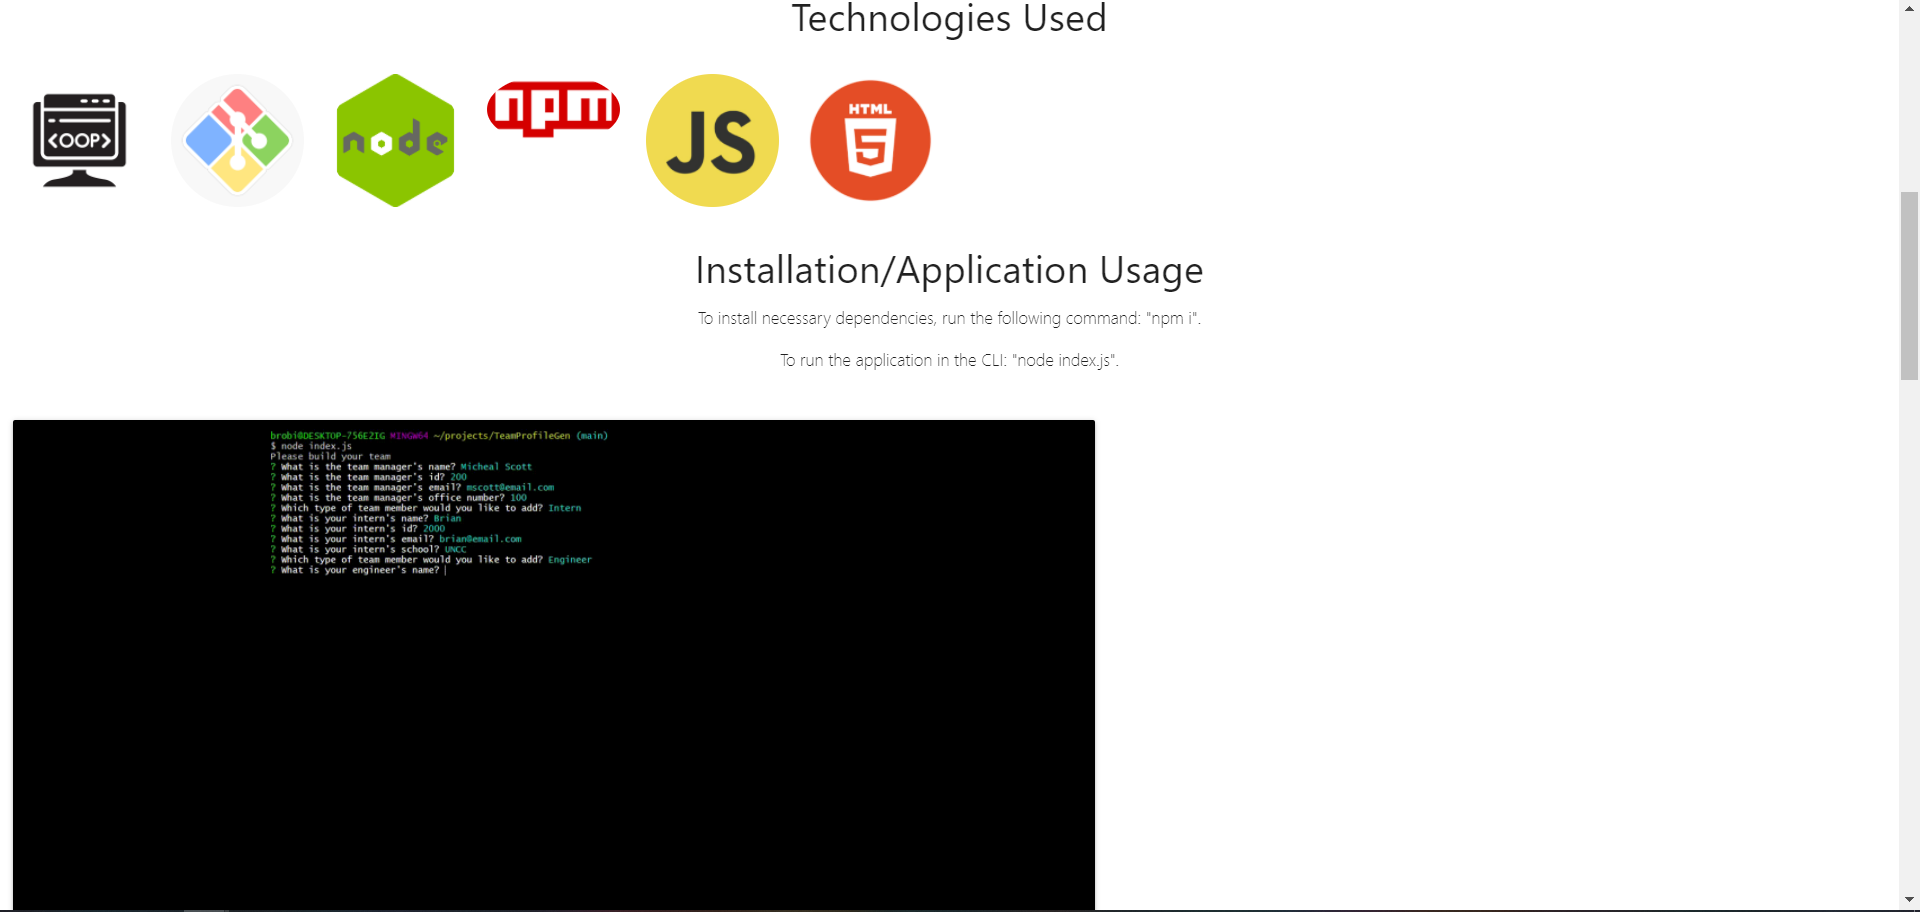 Technologies Used
<OOP>
node
npm
JS
HTML
5
Installation/Application Usage
To install necessary dependencies, run the following command: "npm i".
To run the application in the CLI: "node index.js".
brobi@DESKTOP-756E2IG MINGW64 ~/projects/TeamProfileGen (main)
$ node index.js
Please build your team
? What is the team manager's name? Micheal Scott
? What is the team manager's id? 200
? What is the team manager's email? mscott@email.com
? What is the team manager's office number? 100
? Which type of team member would you like to add? Intern
? What is your intern's name? Brian
? What is your intern's id? 2000
? What is your intern's email? brian@email.com
? What is your intern's school? UNCC
? Which type of team member would you like to add? Engineer
? What is your engineer's name?